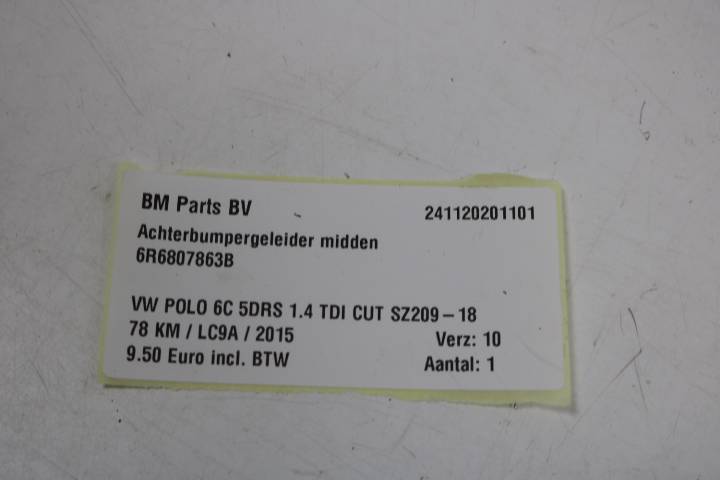 BM Parts BV 241120201101
Achterbumpergeleider midden
6R6807863B
VW POLO 6C 5DRS 1.4 TDI CUT SZ209-18
78 KM / LC9A / 2015 Verz: 10
9.50 Euro incl. BTW Aantal: 1